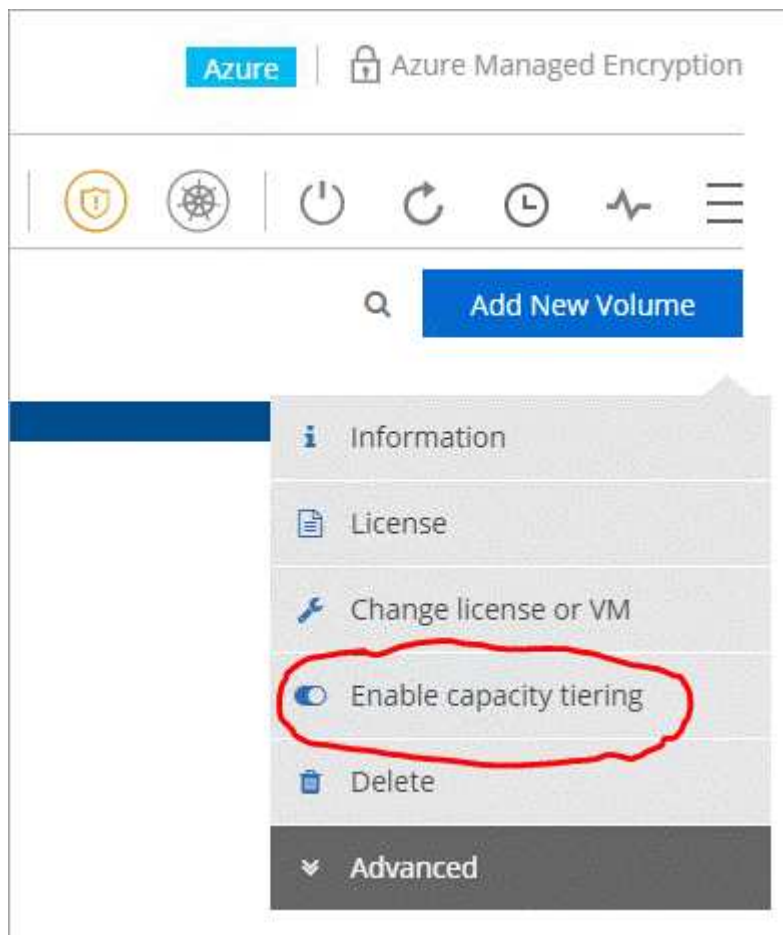 Azure Azure Managed Encryption
Add New Volume
Information
License
Change license or VM
Enable capacity tiering
Delete
Advanced